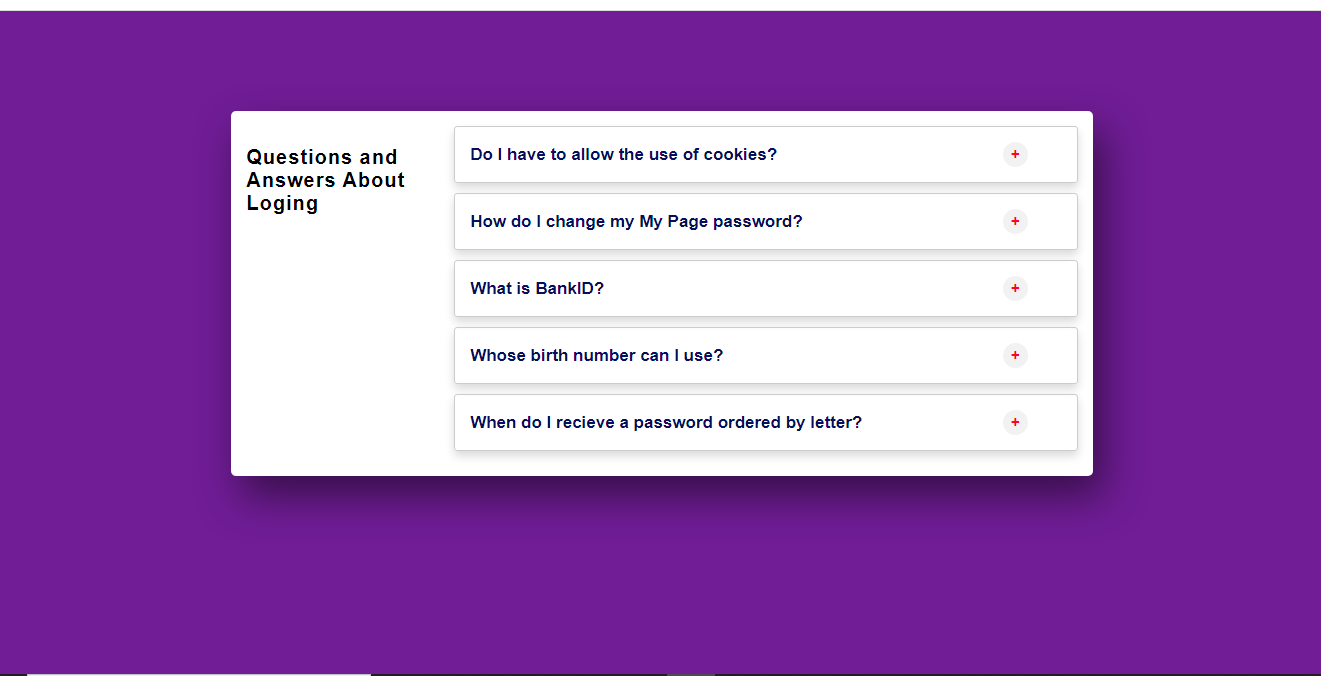 Questions and
Answers About
Loging
Do I have to allow the use of cookies?
+
How do I change my My Page password?
+
What is BankID?
+
Whose birth number can I use?
+
When do I recieve a password ordered by letter?
+